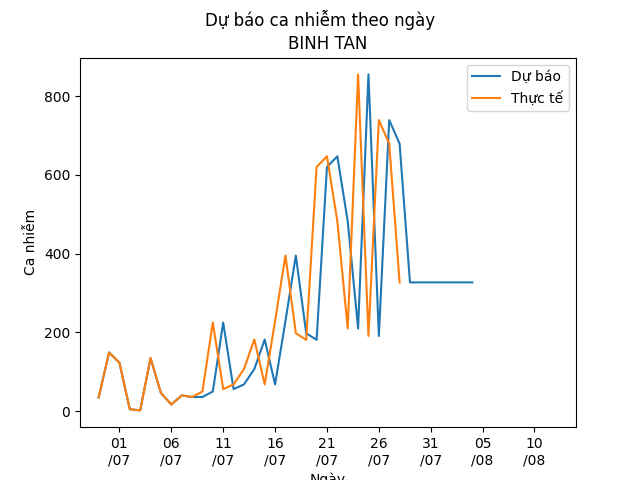 Dự báo ca nhiễm theo ngày
BINH TAN
Dự báo
Thực tế
Ca nhiễm
800
600
400
200
0
01 06 11 16 21 26 31 05 10
/07 /07 /07 /07 /07 /07 /07 /08 /08
Ngày